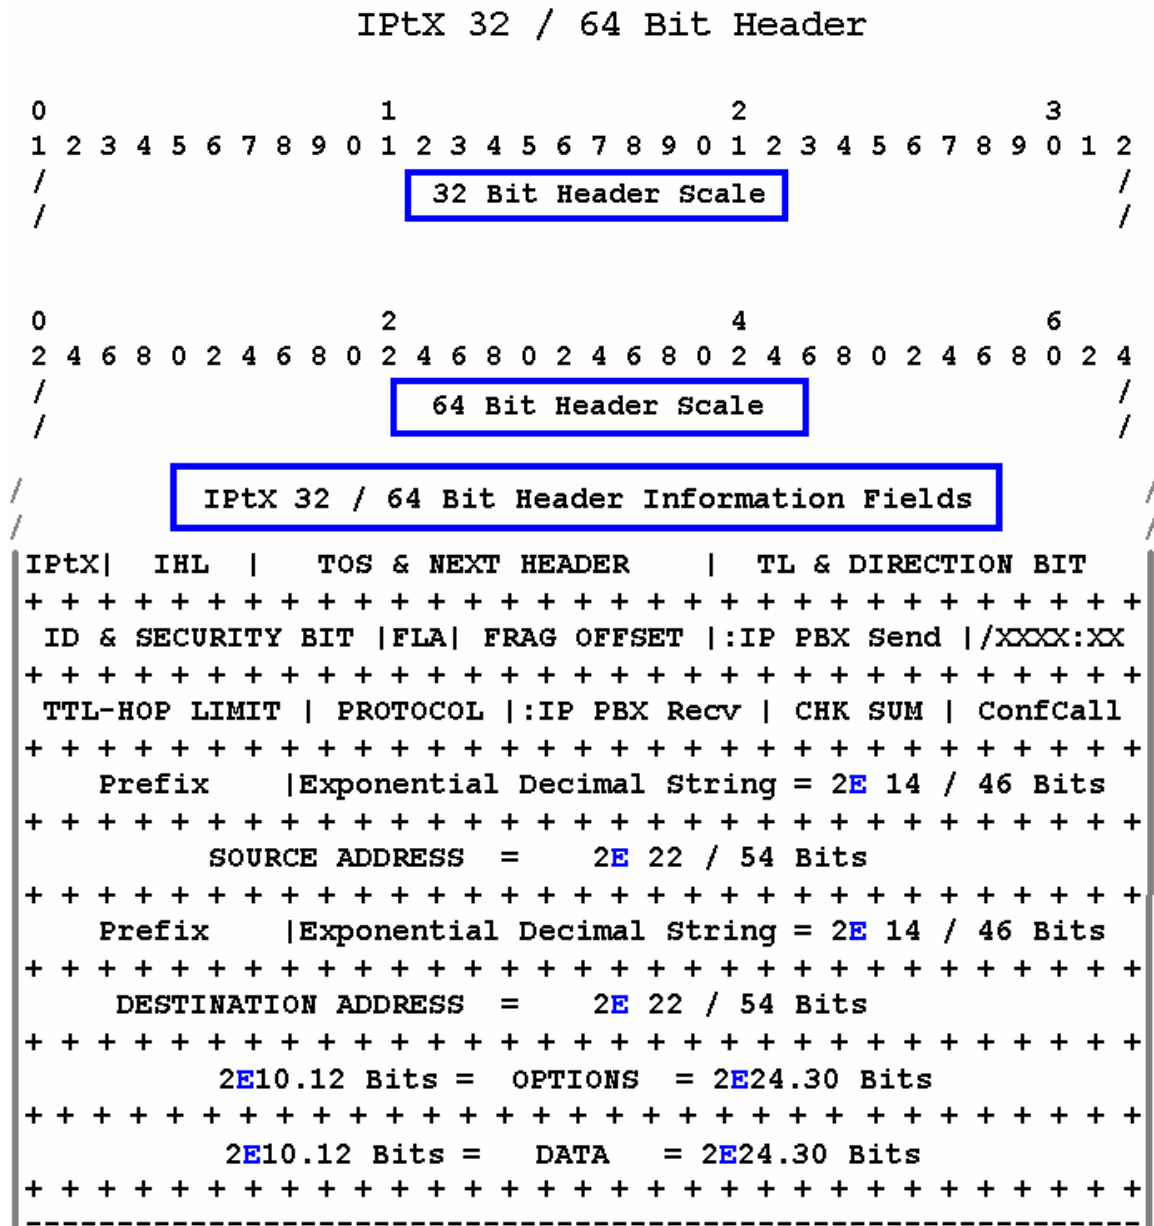 IPtX 32 / 64 Bit Header
0 1 2 3
1 2 3 4 5 6 7 8 9 0 1 2 3 4 5 6 7 8 9 0 1 2 3 4 5 6 7 8 9 0 1 2
/ 32 Bit Header Scale /
/ /
0 2 4 6
2 4 6 8 0 2 4 6 8 0 2 4 6 8 0 2 4 6 8 0 2 4 6 8 0 2 4 6 8 0 2 4
/ 64 Bit Header Scale /
/ /
/ IPtX 32 / 64 Bit Header Information Fields /
/ /
IPtX| IHL | TOS & NEXT HEADER | TL & DIRECTION BIT
+ + + + + + + + + + + + + + + + + + + + + + + + + + + + + + +
ID & SECURITY BIT |FLA| FRAG OFFSET |:IP PBX Send |/XXXX:XX
+ + + + + + + + + + + + + + + + + + + + + + + + + + + + + + +
TTL-HOP LIMIT | PROTOCOL |:IP PBX Recv | CHK SUM | ConfCall
+ + + + + + + + + + + + + + + + + + + + + + + + + + + + + + +
Prefix |Exponential Decimal String = 2E 14 / 46 Bits
+ + + + + + + + + + + + + + + + + + + + + + + + + + + + + + +
SOURCE ADDRESS = 2E 22 / 54 Bits
+ + + + + + + + + + + + + + + + + + + + + + + + + + + + + + +
Prefix |Exponential Decimal String = 2E 14 / 46 Bits
+ + + + + + + + + + + + + + + + + + + + + + + + + + + + + + +
DESTINATION ADDRESS = 2E 22 / 54 Bits
+ + + + + + + + + + + + + + + + + + + + + + + + + + + + + + +
2E10.12 Bits = OPTIONS = 2E24.30 Bits
+ + + + + + + + + + + + + + + + + + + + + + + + + + + + + + +
2E10.12 Bits = DATA = 2E24.30 Bits
+ + + + + + + + + + + + + + + + + + + + + + + + + + + + + + +
-------------------------------------------------------------